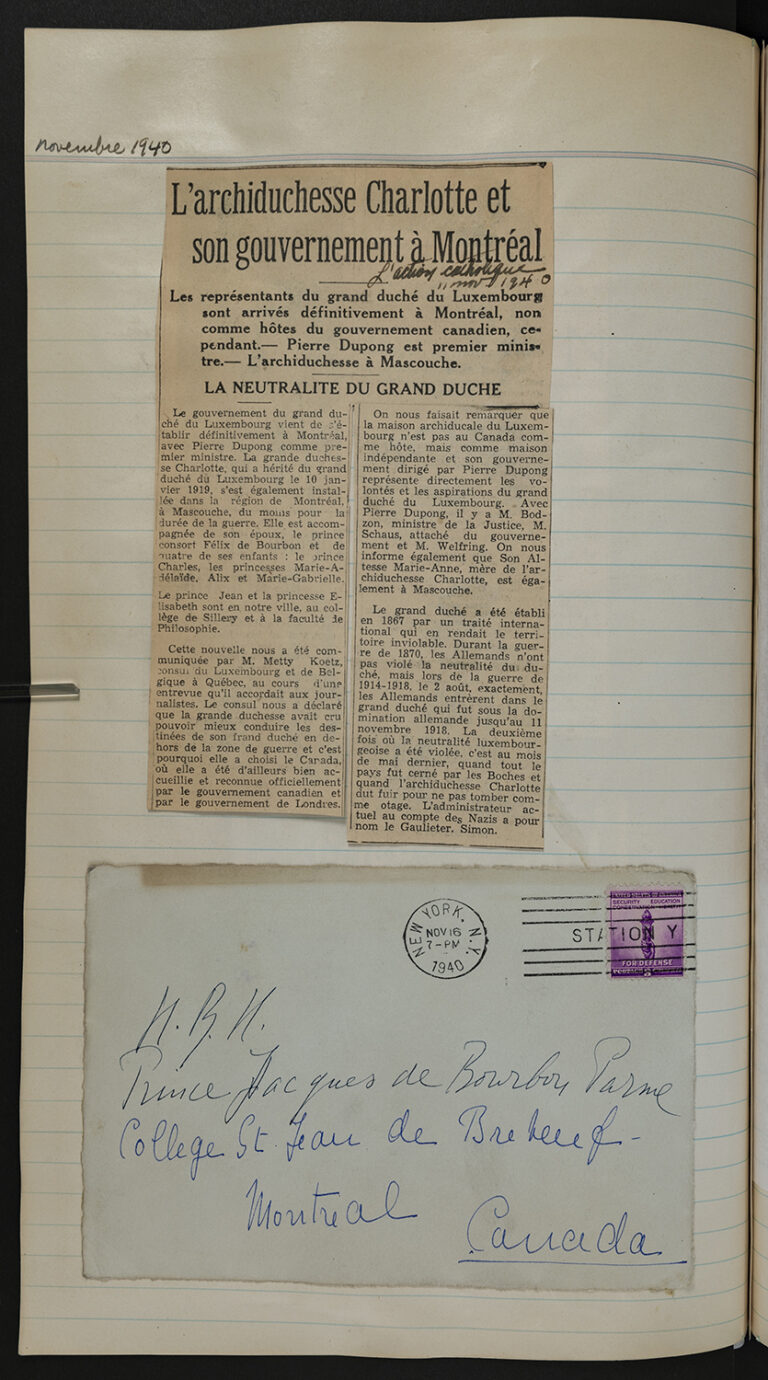 novembre 1940
L'archiduchesse Charlotte et
son gouvernement à Montréal
L'action catholique
11 nov 1940
Les représentants du grand duché du Luxembourg
sont arrivés définitivement à Montréal, non
comme hôtes du gouvernement canadien, ce-
pendant.— Pierre Dupong est premier minis-
tre.— L'archiduchesse à Mascouche.
LA NEUTRALITE DU GRAND DUCHE
Le gouvernement du grand du-
ché du Luxembourg vient de s'é-
tablir définitivement à Montréal,
avec Pierre Dupong comme pre-
mier ministre. La grande duches-
se Charlotte, qui a hérité du grand
duché du Luxembourg le 10 jan-
vier 1919, s'est également instal-
lée dans la région de Montréal,
à Mascouche, du moins pour la
durée de la guerre. Elle est accom-
pagnée de son époux, le prince
consort Félix de Bourbon et de
quatre de ses enfants : le prince
Charles, les princesses Marie-A-
délaïde, Alix et Marie-Gabrielle.
Le prince Jean et la princesse E-
lisabeth sont en notre ville, au col-
lège de Sillery et à la faculté de
Philosophie.
Cette nouvelle nous a été com-
muniquée par M. Metty Koetz,
consul du Luxembourg et de Bel-
gique à Québec, au cours d'une
entrevue qu'il accordait aux jour-
nalistes. Le consul nous a déclaré
que la grande duchesse avait cru
pouvoir mieux conduire les des-
tinées de son frand duché en de-
hors de la zone de guerre et c'est
pourquoi elle a choisi le Canada,
où elle a été d'ailleurs bien ac-
cueillie et reconnue officiellement
par le gouvernement canadien et
par le gouvernement de Londres.
On nous faisait remarquer que
la maison archiducale du Luxem-
bourg n'est pas au Canada com-
me hôte, mais comme maison
indépendante et son gouverne-
ment dirigé par Pierre Dupong
représente directement les vo-
lontés et les aspirations du grand
duché du Luxembourg. Avec
Pierre Dupong, il y a M. Bod-
zon, ministre de la Justice, M.
Schaus, attaché du gouverne-
ment et M. Welfring. On nous
informe également que Son Al-
tesse Marie-Anne, mère de l'ar-
chiduchesse Charlotte, est éga-
lement à Mascouche.
Le grand duché a été établi
en 1867 par un traité interna-
tional qui en rendait le terri-
toire inviolable. Durant la guer-
re de 1870, les Allemands n'ont
pas violé la neutralité du du-
ché, mais lors de la guerre de
1914-1918, le 2 août, exactement,
les Allemands entrèrent dans le
grand duché qui fut sous la do-
mination allemande jusqu'au 11
novembre 1918. La deuxième
fois où la neutralité luxembour-
geoise a été violée, c'est au mois
de mai dernier, quand tout le
pays fut cerné par les Boches et
quand l'archiduchesse Charlotte
dut fuir pour ne pas tomber com-
me otage. L'administrateur ac-
tuel au compte des Nazis a pour
nom le Gaulieter. Simon.
NEW YORK, N.Y.
NOV 16
7-PM
1940
STATION Y
UNITED STATES OF AMERICA
SECURITY EDUCATION
CONSERVATION HEALTH
FOR DEFENSE
H. R. H.
Prince Jacques de Bourbon Parme
College St Jean de Brebeuf-
Montreal
Canada